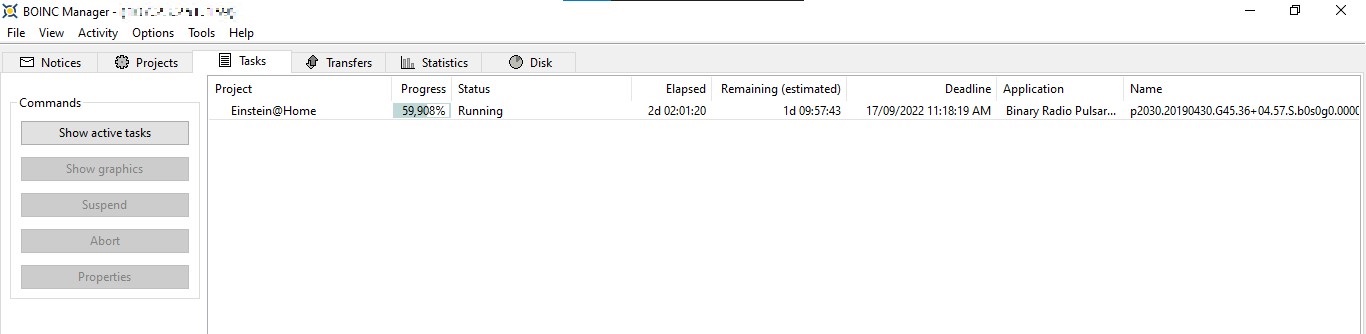 BOINC Manager -
File View Activity Options Tools Help
Notices Projects Tasks Transfers Statistics Disk
Commands
Show active tasks
Show graphics
Suspend
Abort
Properties
Project Progress Status Elapsed Remaining (estimated) Deadline Application Name
Einstein@Home 59,908% Running 2d 02:01:20 1d 09:57:43 17/09/2022 11:18:19 AM Binary Radio Pulsar... p2030.20190430.G45.36+04.57.S.b0s0g0.0000